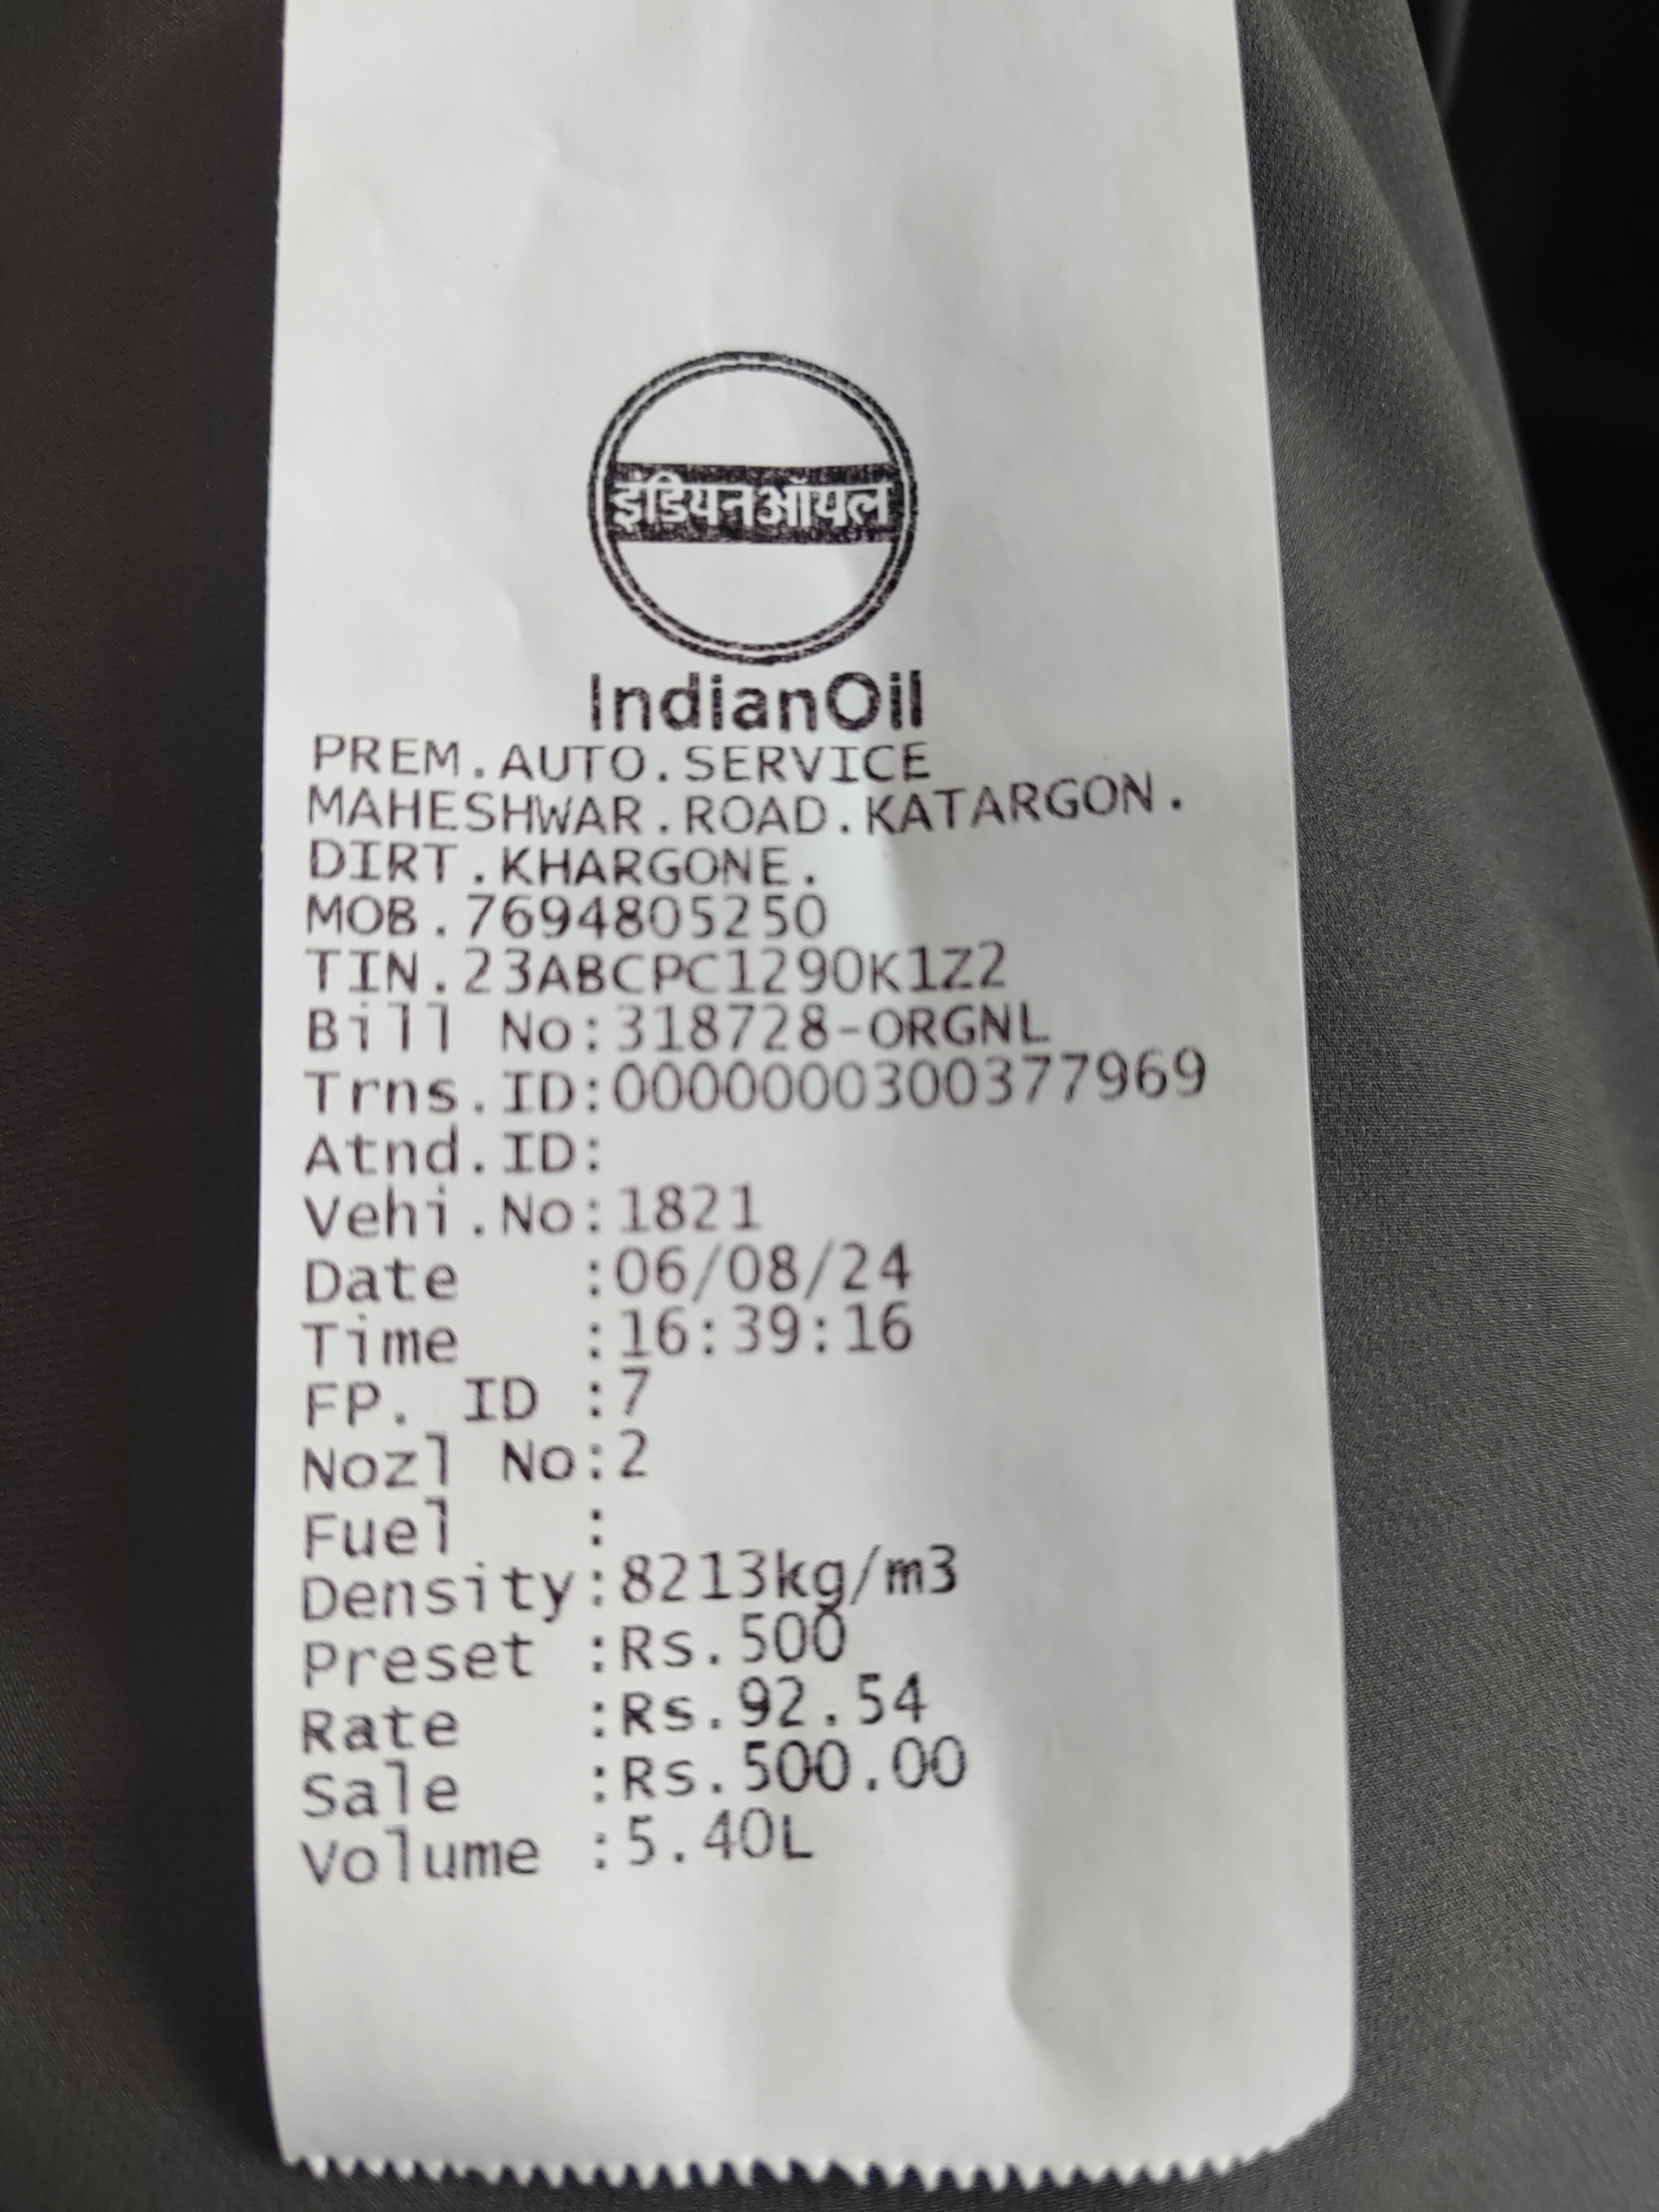 इंडियनऑयल
IndianOil
PREM.AUTO.SERVICE
MAHESHWAR.ROAD.KATARGON.
DIRT.KHARGONE.
MOB.7694805250
TIN.23ABCPC1290K1Z2
Bill No:318728-ORGNL
Trns.ID:0000000300377969
Atnd.ID:
Vehi.No:1821
Date :06/08/24
Time :16:39:16
FP. ID :7
Nozl No:2
Fuel :
Density:8213kg/m3
Preset :Rs.500
Rate :Rs.92.54
Sale :Rs.500.00
Volume :5.40L